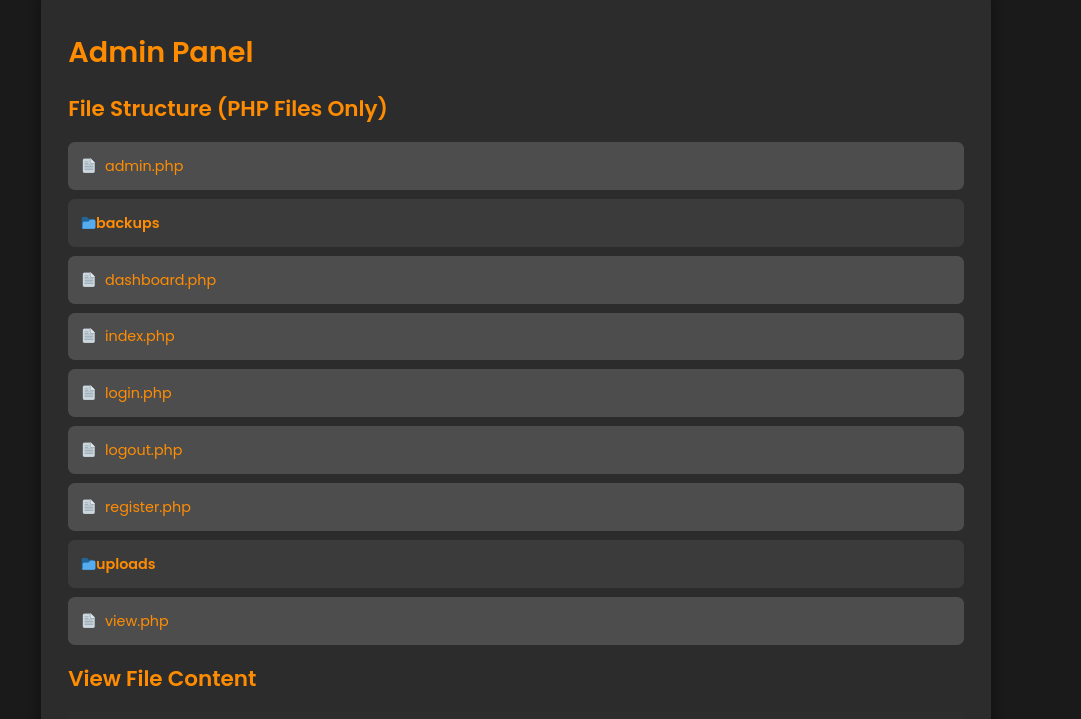 Admin Panel
File Structure (PHP Files Only)
admin.php
backups
dashboard.php
index.php
login.php
logout.php
register.php
uploads
view.php
View File Content